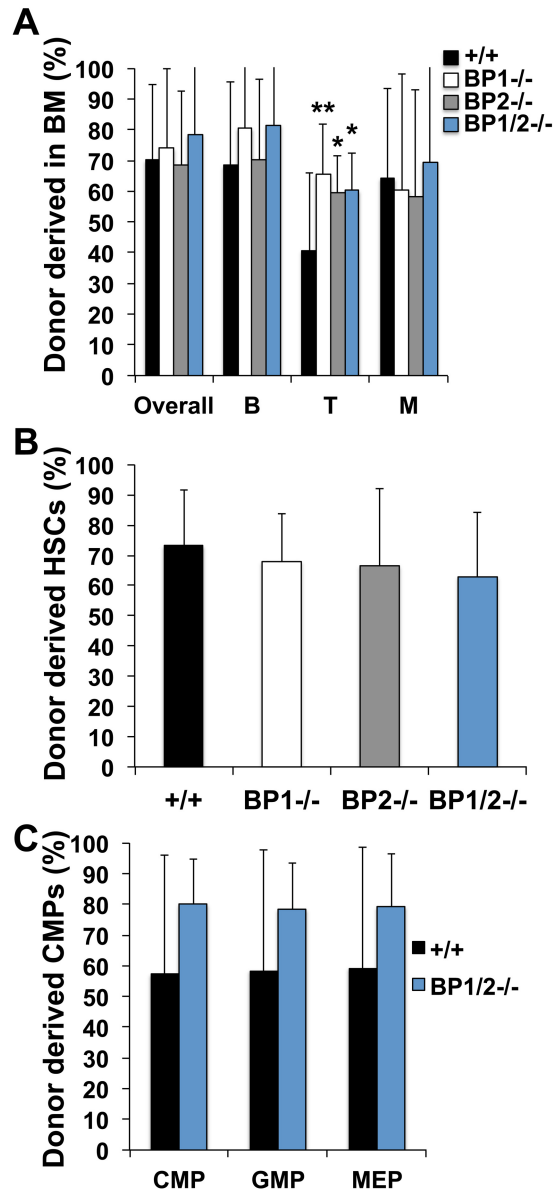 A
Donor derived in BM (%)
100
90
80
70
60
50
40
30
20
10
0
** * *
+/+
BP1-/-
BP2-/-
BP1/2-/-
Overall B T M
B
Donor derived HSCs (%)
100
90
80
70
60
50
40
30
20
10
0
+/+ BP1-/- BP2-/- BP1/2-/-
C
Donor derived CMPs (%)
100
90
80
70
60
50
40
30
20
10
0
+/+
BP1/2-/-
CMP GMP MEP